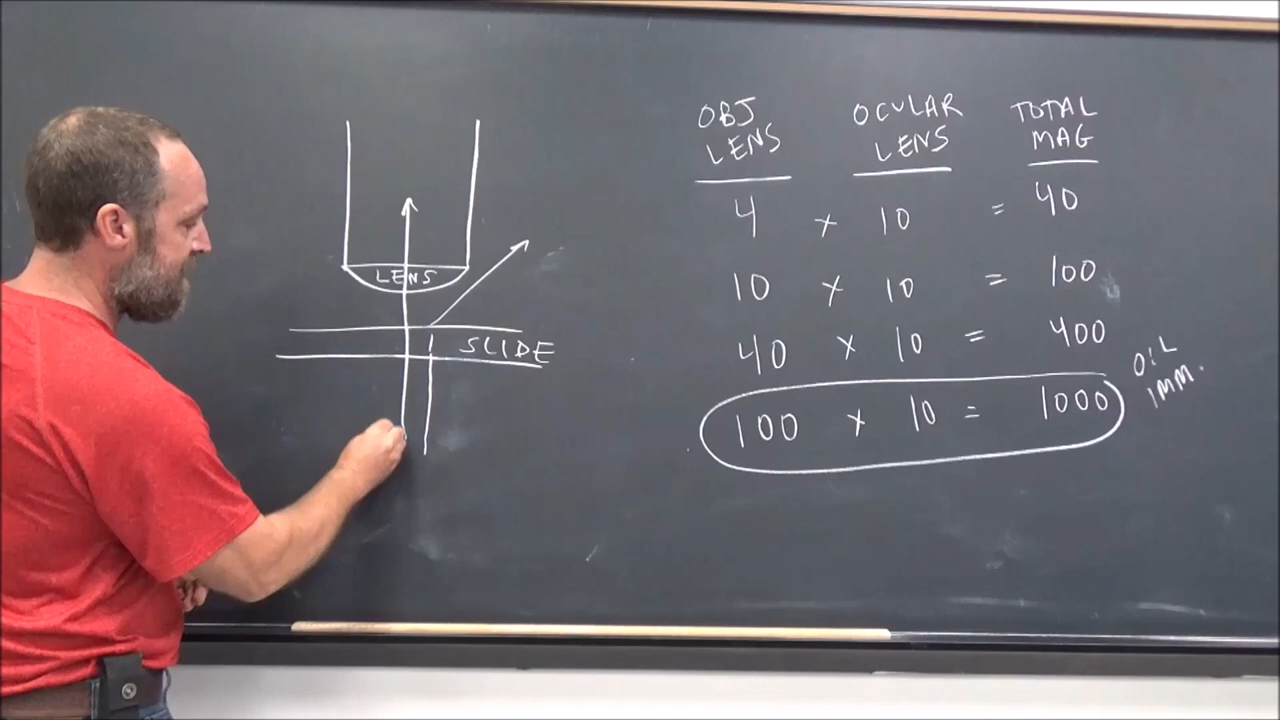 LENS
SLIDE
OBJ LENS OCULAR LENS TOTAL MAG
4 x 10 = 40
10 x 10 = 100
40 x 10 = 400
100 x 10 = 1000
OIL
IMM.